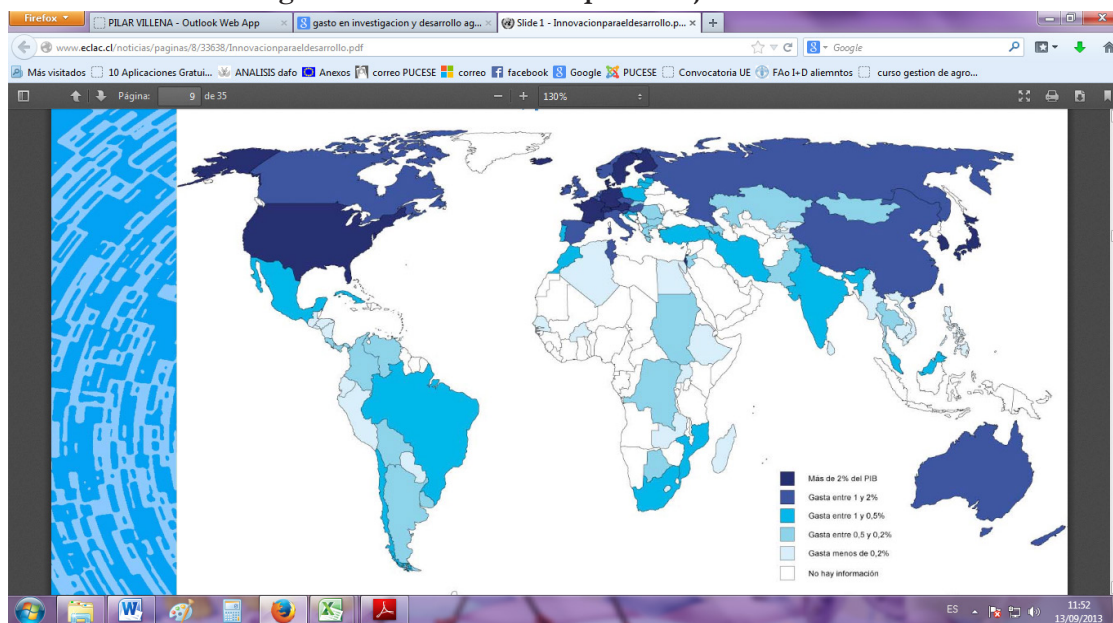 Firefox
PILAR VILLENA - Outlook Web App
gasto en investigacion y desarrollo ag...
Slide 1 - Innovacionparaeldesarrollo.p...
www.eclac.cl/noticias/paginas/8/33638/Innovacionparaeldesarrollo.pdf
Google
Más visitados
10 Aplicaciones Gratui...
ANALISIS dafo
Anexos
correo PUCESE
correo
facebook
Google
PUCESE
Convocatoria UE
FAo I+D aliemntos
curso gestion de agro...
Página: 9 de 35
130%
Más de 2% del PIB
Gasta entre 1 y 2%
Gasta entre 1 y 0,5%
Gasta entre 0,5 y 0,2%
Gasta menos de 0,2%
No hay información
ES
11:52
13/09/2013